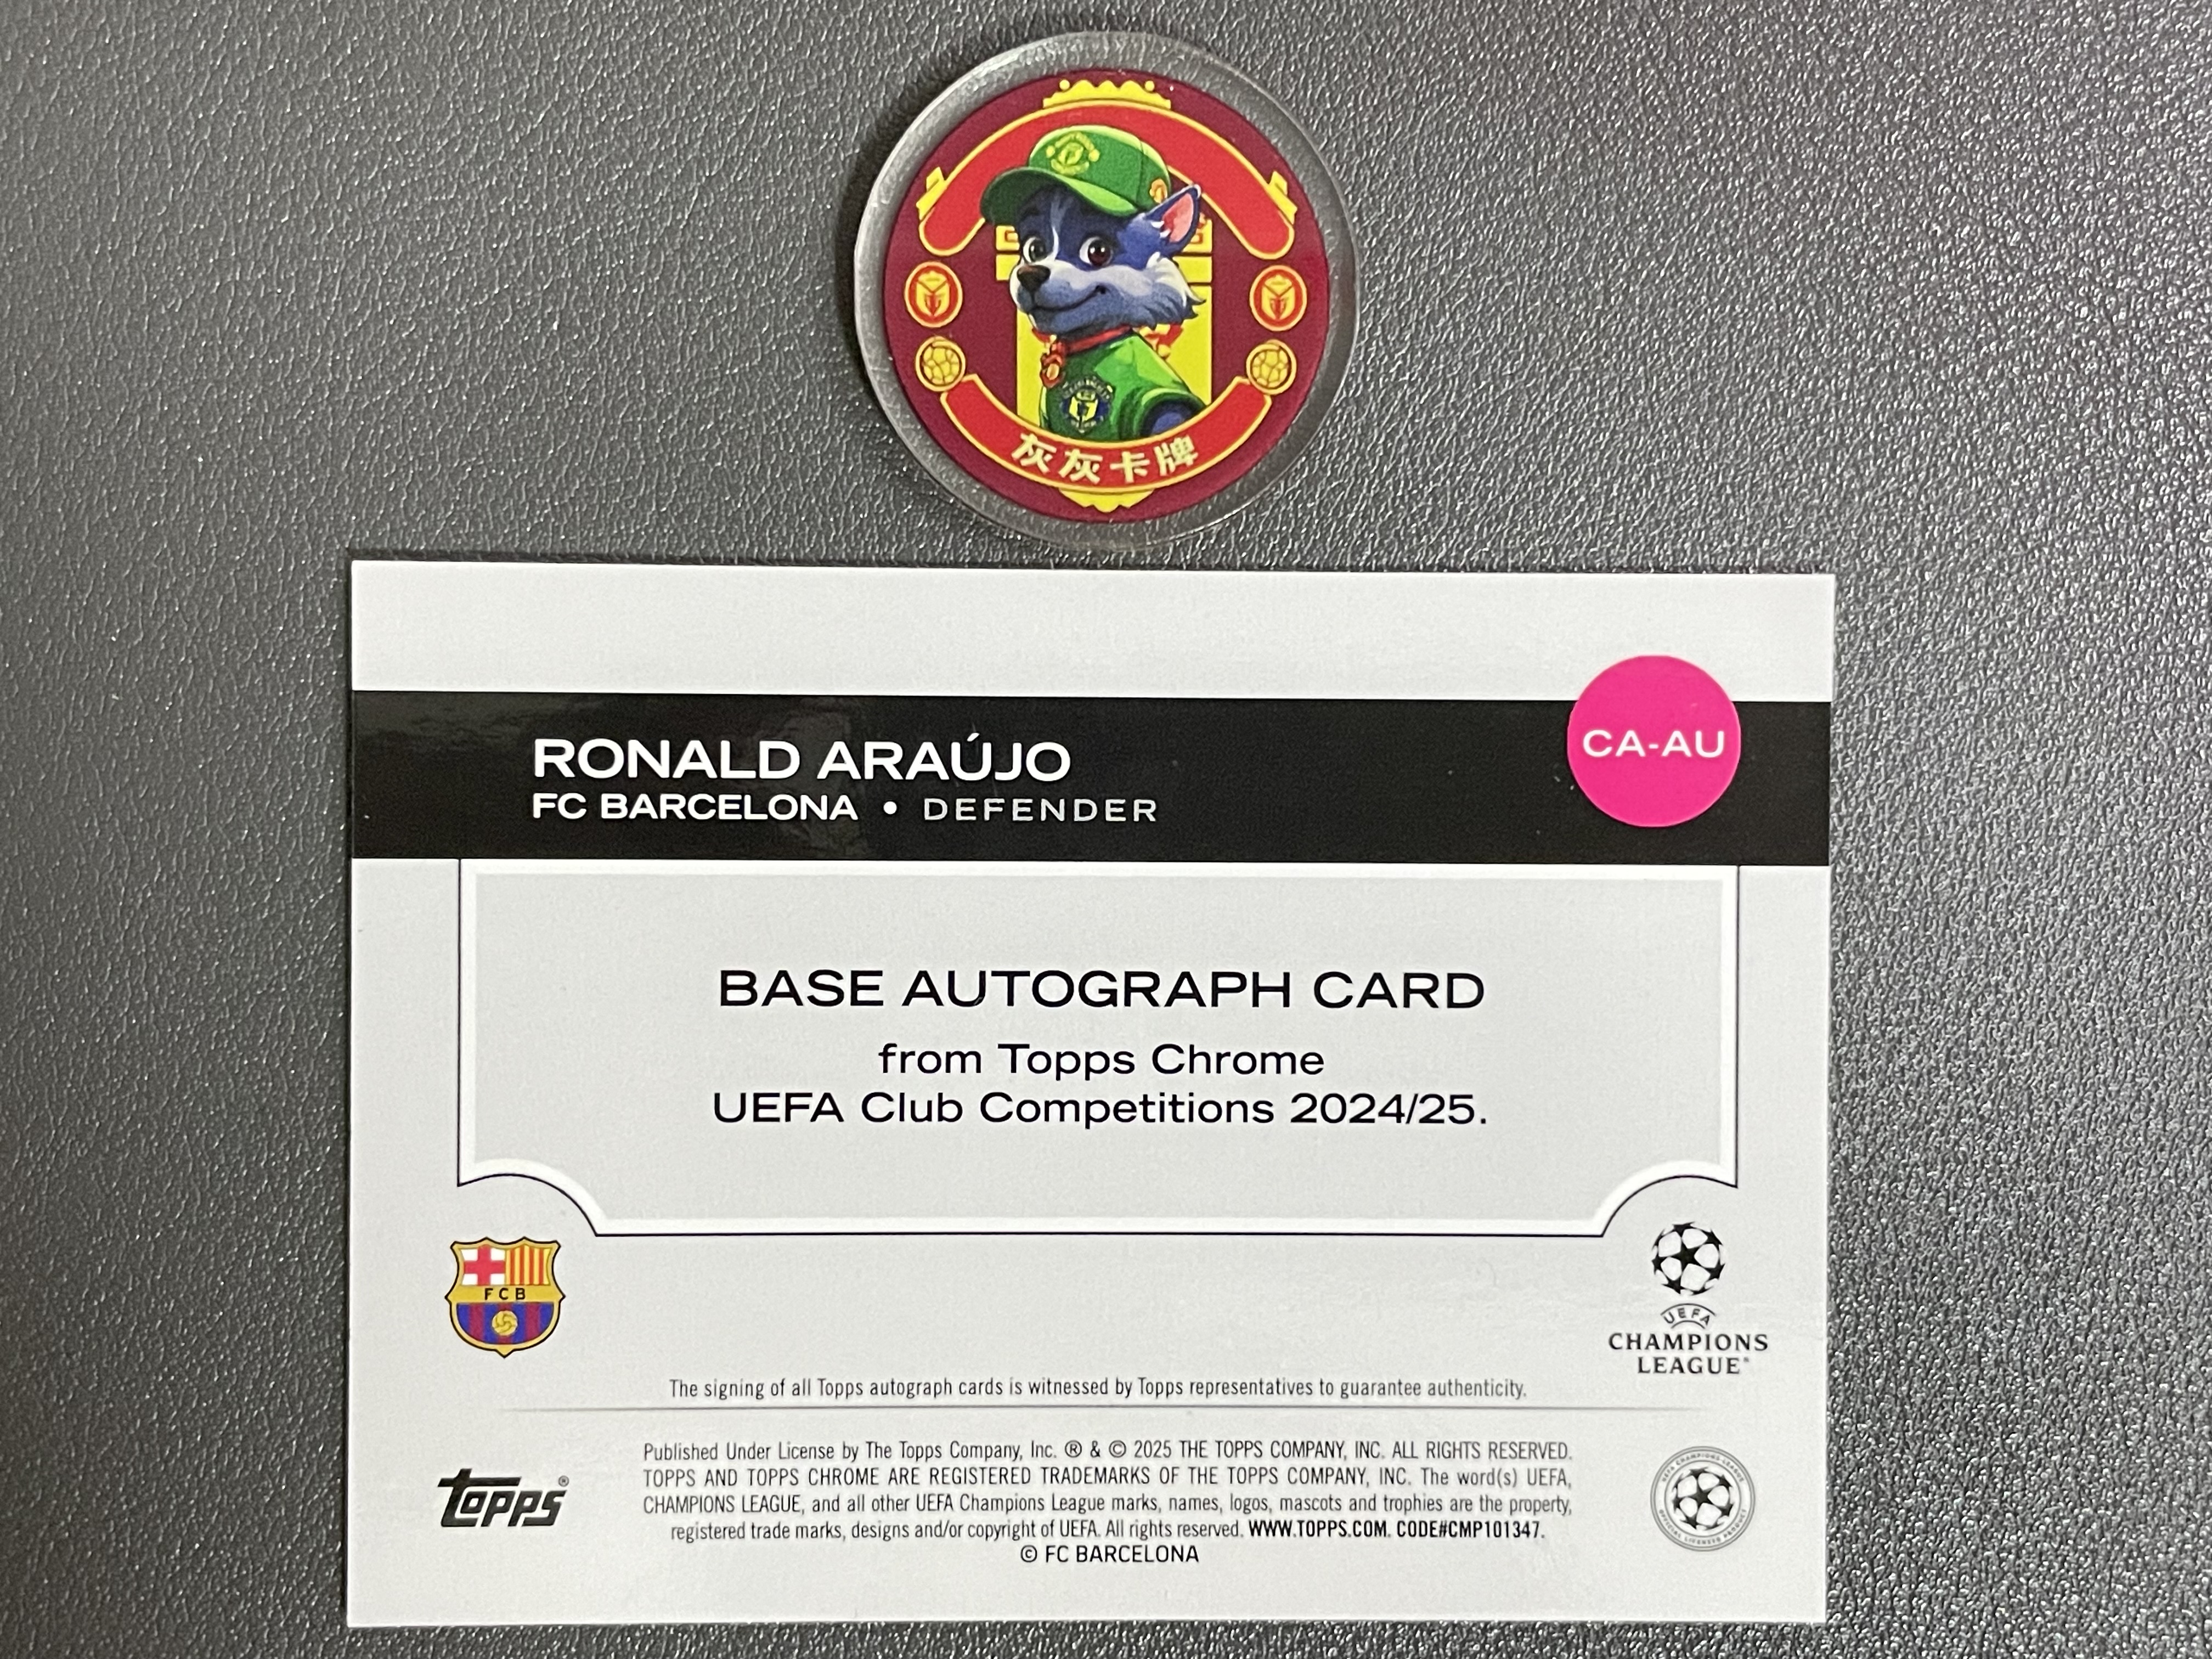 灰灰卡牌
RONALD ARAÚJO
CA-AU
FC BARCELONA • DEFENDER
BASE AUTOGRAPH CARD
from Topps Chrome
UEFA Club Competitions 2024/25.
FCB
UEFA
CHAMPIONS
LEAGUE®
The signing of all Topps autograph cards is witnessed by Topps representatives to guarantee authenticity.
topps®
Published Under License by The Topps Company, Inc. ® & © 2025 THE TOPPS COMPANY, INC. ALL RIGHTS RESERVED.
TOPPS AND TOPPS CHROME ARE REGISTERED TRADEMARKS OF THE TOPPS COMPANY, INC. The word(s) UEFA,
CHAMPIONS LEAGUE, and all other UEFA Champions League marks, names, logos, mascots and trophies are the property,
registered trade marks, designs and/or copyright of UEFA. All rights reserved. WWW.TOPPS.COM. CODE#CMP101347.
© FC BARCELONA